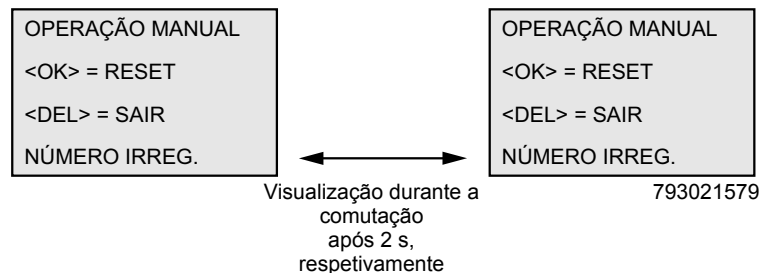 OPERAÇÃO MANUAL
<OK> = RESET
<DEL> = SAIR
NÚMERO IRREG.
OPERAÇÃO MANUAL
<OK> = RESET
<DEL> = SAIR
NÚMERO IRREG.
Visualização durante a
comutação
após 2 s,
respetivamente
793021579